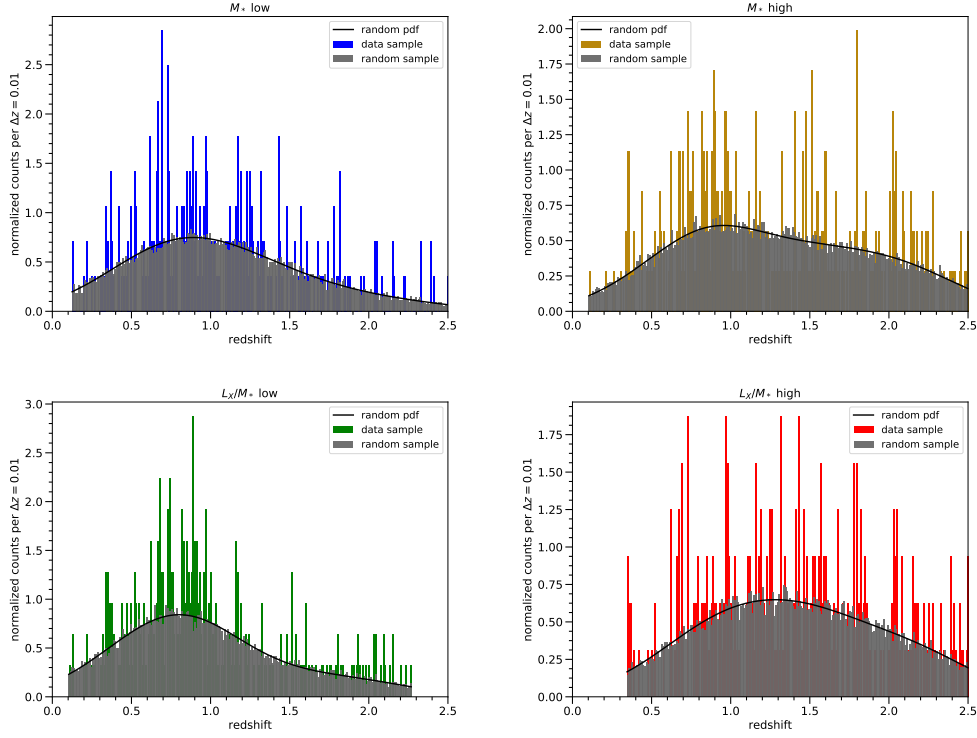 M* low
random pdf
data sample
random sample
normalized counts per Δz = 0.01
2.5
2.0
1.5
1.0
0.5
0.0
0.0 0.5 1.0 1.5 2.0 2.5
redshift
M* high
random pdf
data sample
random sample
normalized counts per Δz = 0.01
2.00
1.75
1.50
1.25
1.00
0.75
0.50
0.25
0.00
0.0 0.5 1.0 1.5 2.0 2.5
redshift
L_X/M* low
random pdf
data sample
random sample
normalized counts per Δz = 0.01
3.0
2.5
2.0
1.5
1.0
0.5
0.0
0.0 0.5 1.0 1.5 2.0 2.5
redshift
L_X/M* high
random pdf
data sample
random sample
normalized counts per Δz = 0.01
1.75
1.50
1.25
1.00
0.75
0.50
0.25
0.00
0.0 0.5 1.0 1.5 2.0 2.5
redshift